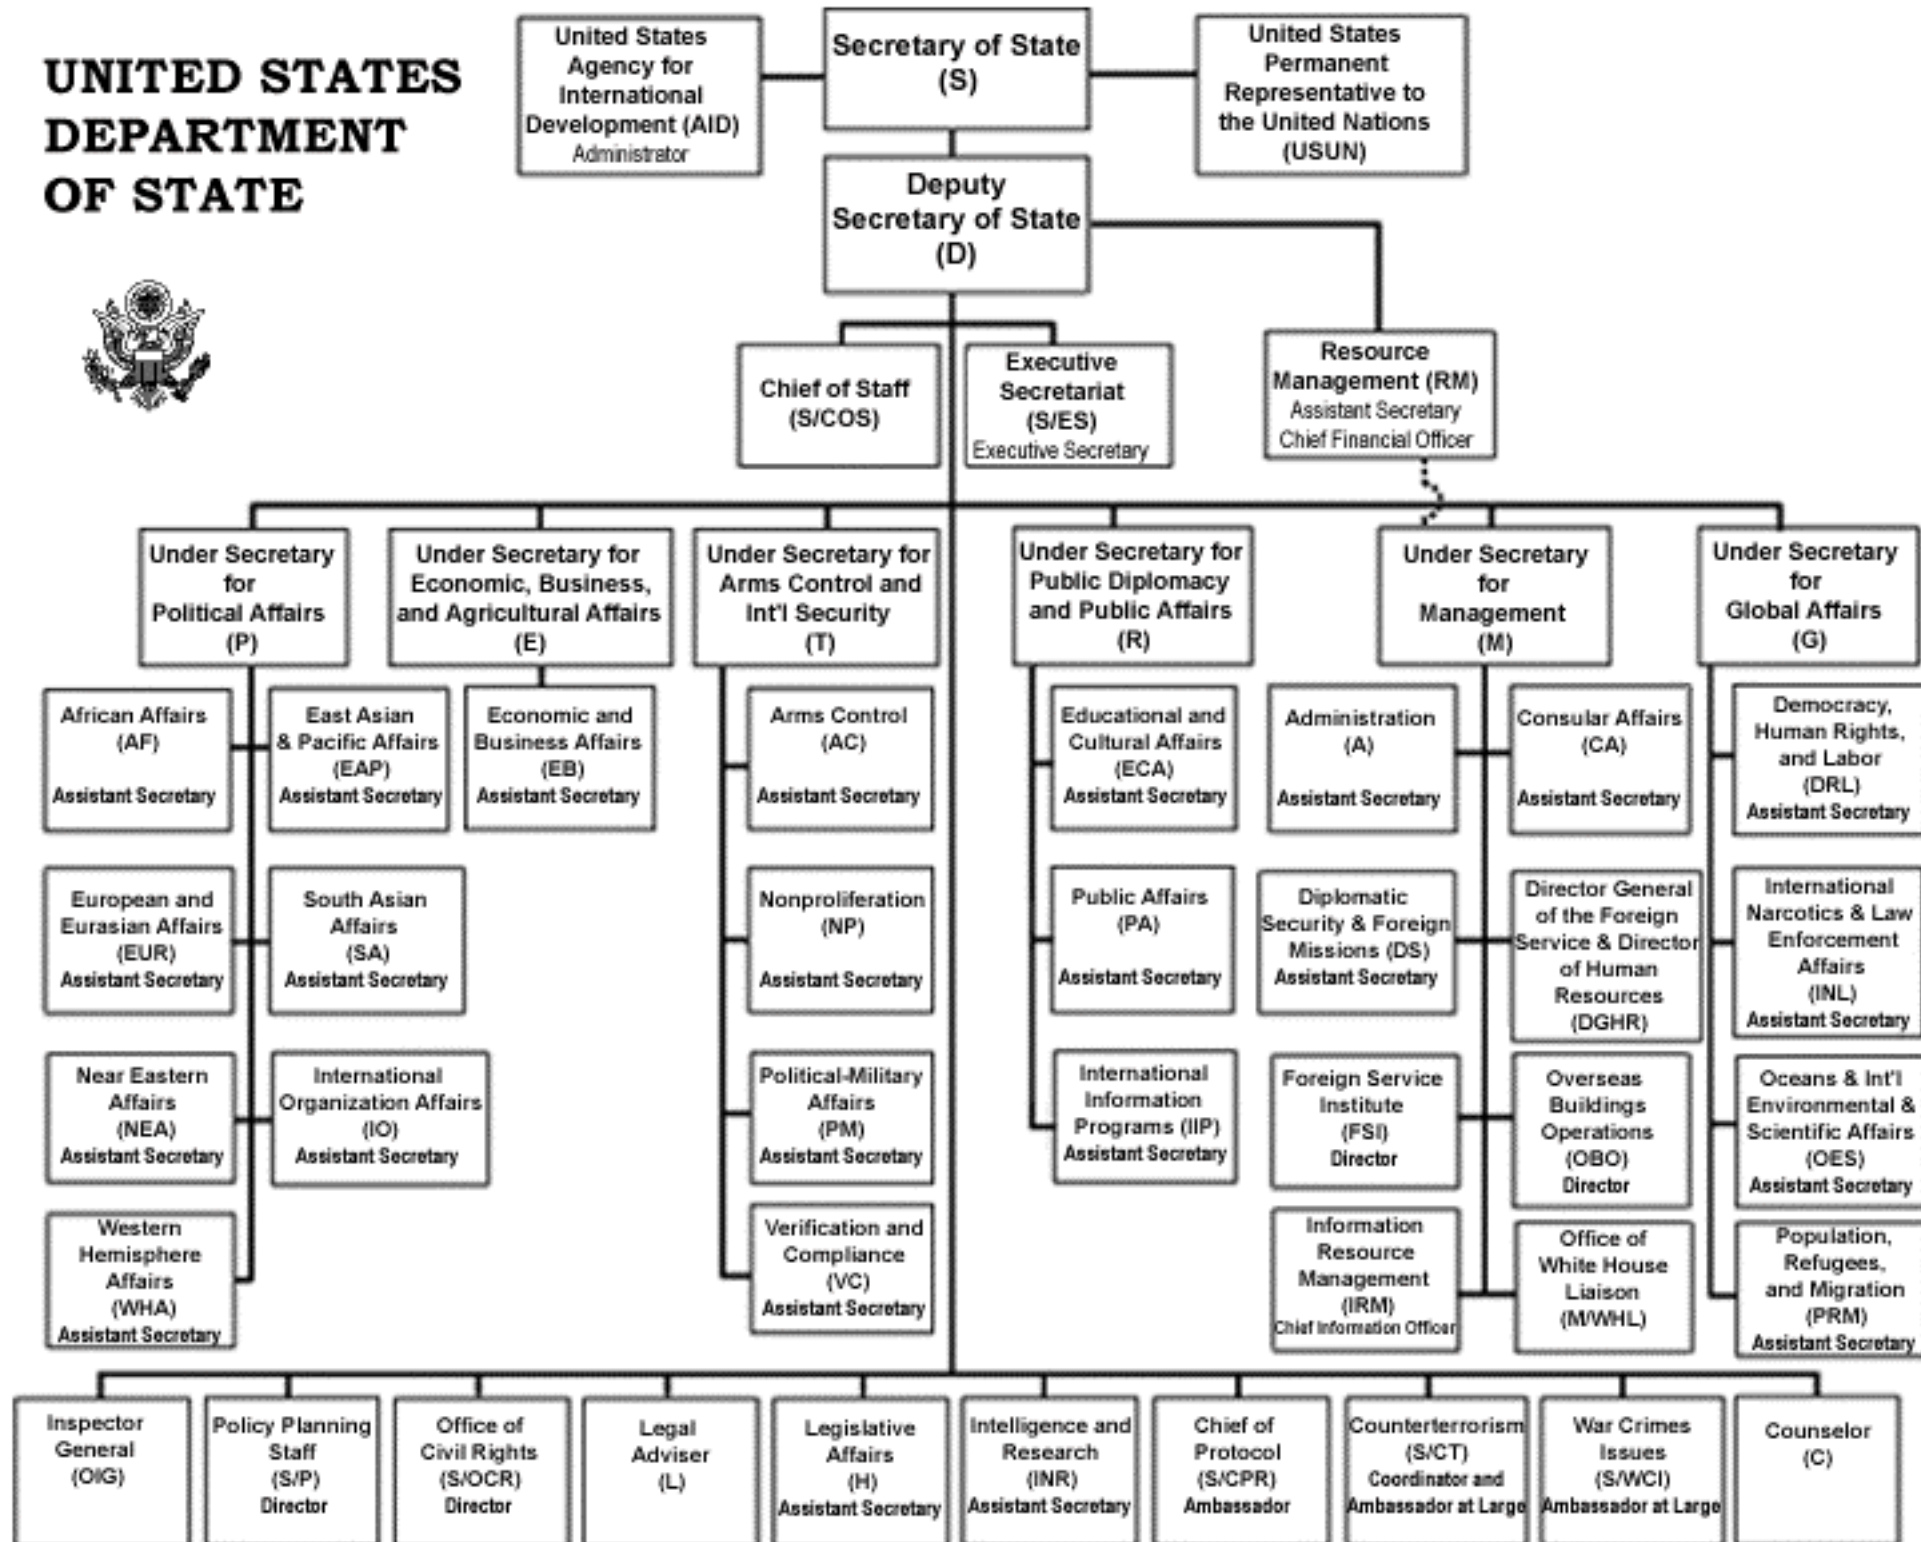 UNITED STATES
DEPARTMENT
OF STATE
United States
Agency for
International
Development (AID)
Administrator
Secretary of State
(S)
United States
Permanent
Representative to
the United Nations
(USUN)
Deputy
Secretary of State
(D)
Chief of Staff
(S/COS)
Executive
Secretariat
(S/ES)
Executive Secretary
Resource
Management (RM)
Assistant Secretary
Chief Financial Officer
Under Secretary
for
Political Affairs
(P)
Under Secretary for
Economic, Business,
and Agricultural Affairs
(E)
Under Secretary for
Arms Control and
Int'l Security
(T)
Under Secretary for
Public Diplomacy
and Public Affairs
(R)
Under Secretary
for
Management
(M)
Under Secretary
for
Global Affairs
(G)
African Affairs
(AF)
Assistant Secretary
East Asian
& Pacific Affairs
(EAP)
Assistant Secretary
Economic and
Business Affairs
(EB)
Assistant Secretary
Arms Control
(AC)
Assistant Secretary
Educational and
Cultural Affairs
(ECA)
Assistant Secretary
Administration
(A)
Assistant Secretary
Consular Affairs
(CA)
Assistant Secretary
Democracy,
Human Rights,
and Labor
(DRL)
Assistant Secretary
European and
Eurasian Affairs
(EUR)
Assistant Secretary
South Asian
Affairs
(SA)
Assistant Secretary
Nonproliferation
(NP)
Assistant Secretary
Public Affairs
(PA)
Assistant Secretary
Diplomatic
Security & Foreign
Missions (DS)
Assistant Secretary
Director General
of the Foreign
Service & Director
of Human
Resources
(DGHR)
International
Narcotics & Law
Enforcement
Affairs
(INL)
Assistant Secretary
Near Eastern
Affairs
(NEA)
Assistant Secretary
International
Organization Affairs
(IO)
Assistant Secretary
Political-Military
Affairs
(PM)
Assistant Secretary
International
Information
Programs (IIP)
Assistant Secretary
Foreign Service
Institute
(FSI)
Director
Overseas
Buildings
Operations
(OBO)
Director
Oceans & Int'l
Environmental &
Scientific Affairs
(OES)
Assistant Secretary
Western
Hemisphere
Affairs
(WHA)
Assistant Secretary
Verification and
Compliance
(VC)
Assistant Secretary
Information
Resource
Management
(IRM)
Chief Information Officer
Office of
White House
Liaison
(M/WHL)
Population,
Refugees,
and Migration
(PRM)
Assistant Secretary
Inspector
General
(OIG)
Policy Planning
Staff
(S/P)
Director
Office of
Civil Rights
(S/OCR)
Director
Legal
Adviser
(L)
Legislative
Affairs
(H)
Assistant Secretary
Intelligence and
Research
(INR)
Assistant Secretary
Chief of
Protocol
(S/CPR)
Ambassador
Counterterrorism
(S/CT)
Coordinator and
Ambassador at Large
War Crimes
Issues
(S/WCI)
Ambassador at Large
Counselor
(C)